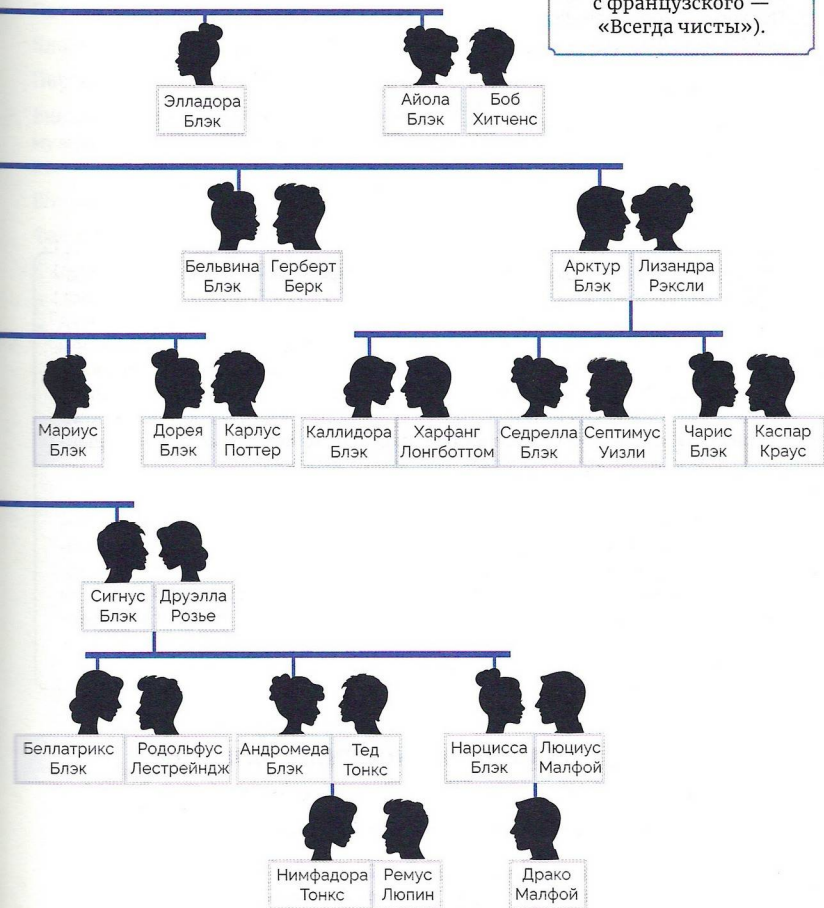 с французского —
«Всегда чисты»).
Элладора
Блэк
Айола
Блэк
Боб
Хитченс
Бельвина
Блэк
Герберт
Берк
Арктур
Блэк
Лизандра
Рэксли
Мариус
Блэк
Дорея
Блэк
Карлус
Поттер
Каллидора
Блэк
Харфанг
Лонгботтом
Седрелла
Блэк
Септимус
Уизли
Чарис
Блэк
Каспар
Краус
Сигнус
Блэк
Друэлла
Розье
Беллатрикс
Блэк
Родольфус
Лестрейндж
Андромеда
Блэк
Тед
Тонкс
Нарцисса
Блэк
Люциус
Малфой
Нимфадора
Тонкс
Ремус
Люпин
Драко
Малфой